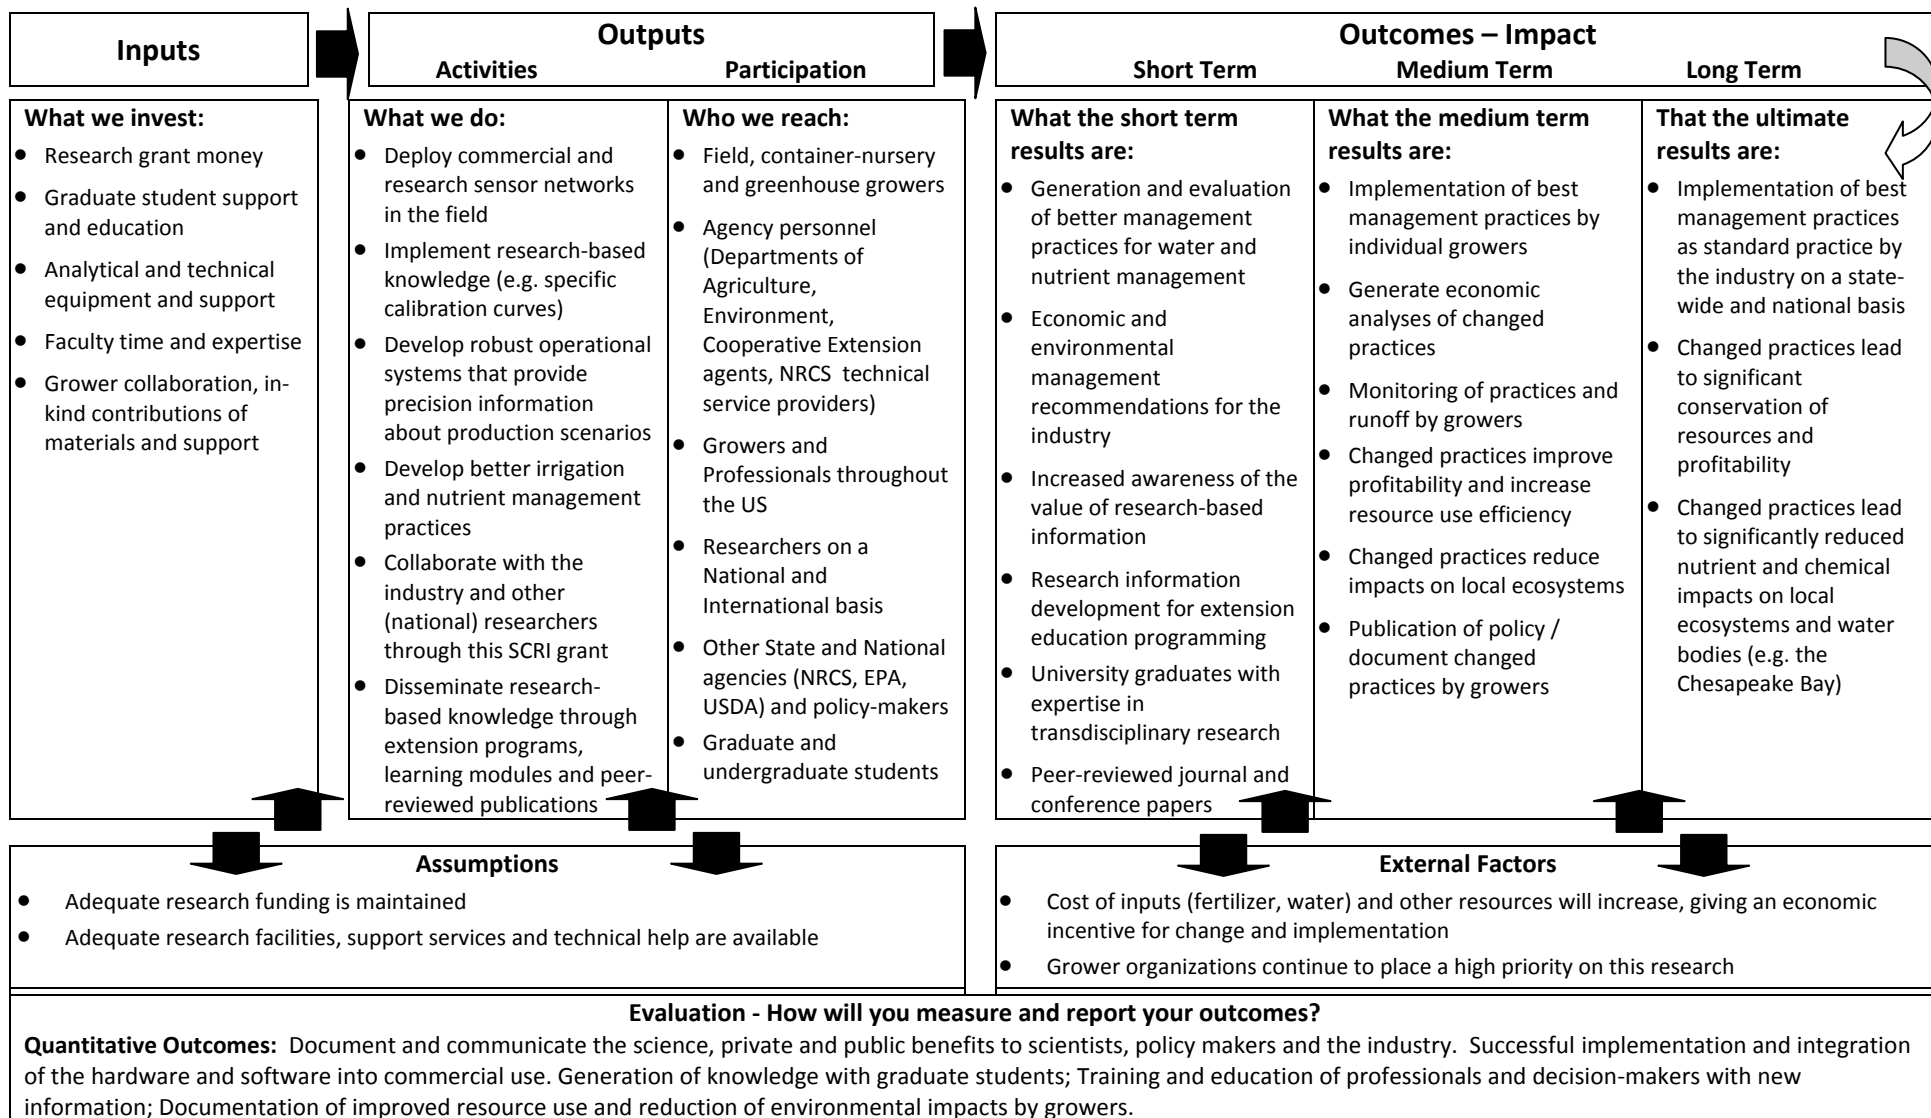 Inputs
Outputs
Activities
Participation
Outcomes – Impact
Short Term
Medium Term
Long Term
What we invest:
• Research grant money
• Graduate student support
and education
• Analytical and technical
equipment and support
• Faculty time and expertise
• Grower collaboration, in-
kind contributions of
materials and support
What we do:
• Deploy commercial and
research sensor networks
in the field
• Implement research-based
knowledge (e.g. specific
calibration curves)
• Develop robust operational
systems that provide
precision information
about production scenarios
• Develop better irrigation
and nutrient management
practices
• Collaborate with the
industry and other
(national) researchers
through this SCRI grant
• Disseminate research-
based knowledge through
extension programs,
learning modules and peer-
reviewed publications
Who we reach:
• Field, container-nursery
and greenhouse growers
• Agency personnel
(Departments of
Agriculture,
Environment,
Cooperative Extension
agents, NRCS technical
service providers)
• Growers and
Professionals throughout
the US
• Researchers on a
National and
International basis
• Other State and National
agencies (NRCS, EPA,
USDA) and policy-makers
• Graduate and
undergraduate students
What the short term
results are:
• Generation and evaluation
of better management
practices for water and
nutrient management
• Economic and
environmental
management
recommendations for the
industry
• Increased awareness of the
value of research-based
information
• Research information
development for extension
education programming
• University graduates with
expertise in
transdisciplinary research
• Peer-reviewed journal and
conference papers
What the medium term
results are:
• Implementation of best
management practices by
individual growers
• Generate economic
analyses of changed
practices
• Monitoring of practices and
runoff by growers
• Changed practices improve
profitability and increase
resource use efficiency
• Changed practices reduce
impacts on local ecosystems
• Publication of policy /
document changed
practices by growers
That the ultimate
results are:
• Implementation of best
management practices
as standard practice by
the industry on a state-
wide and national basis
• Changed practices lead
to significant
conservation of
resources and
profitability
• Changed practices lead
to significantly reduced
nutrient and chemical
impacts on local
ecosystems and water
bodies (e.g. the
Chesapeake Bay)
Assumptions
• Adequate research funding is maintained
• Adequate research facilities, support services and technical help are available
External Factors
• Cost of inputs (fertilizer, water) and other resources will increase, giving an economic
incentive for change and implementation
• Grower organizations continue to place a high priority on this research
Evaluation - How will you measure and report your outcomes?
Quantitative Outcomes: Document and communicate the science, private and public benefits to scientists, policy makers and the industry. Successful implementation and integration
of the hardware and software into commercial use. Generation of knowledge with graduate students; Training and education of professionals and decision-makers with new
information; Documentation of improved resource use and reduction of environmental impacts by growers.